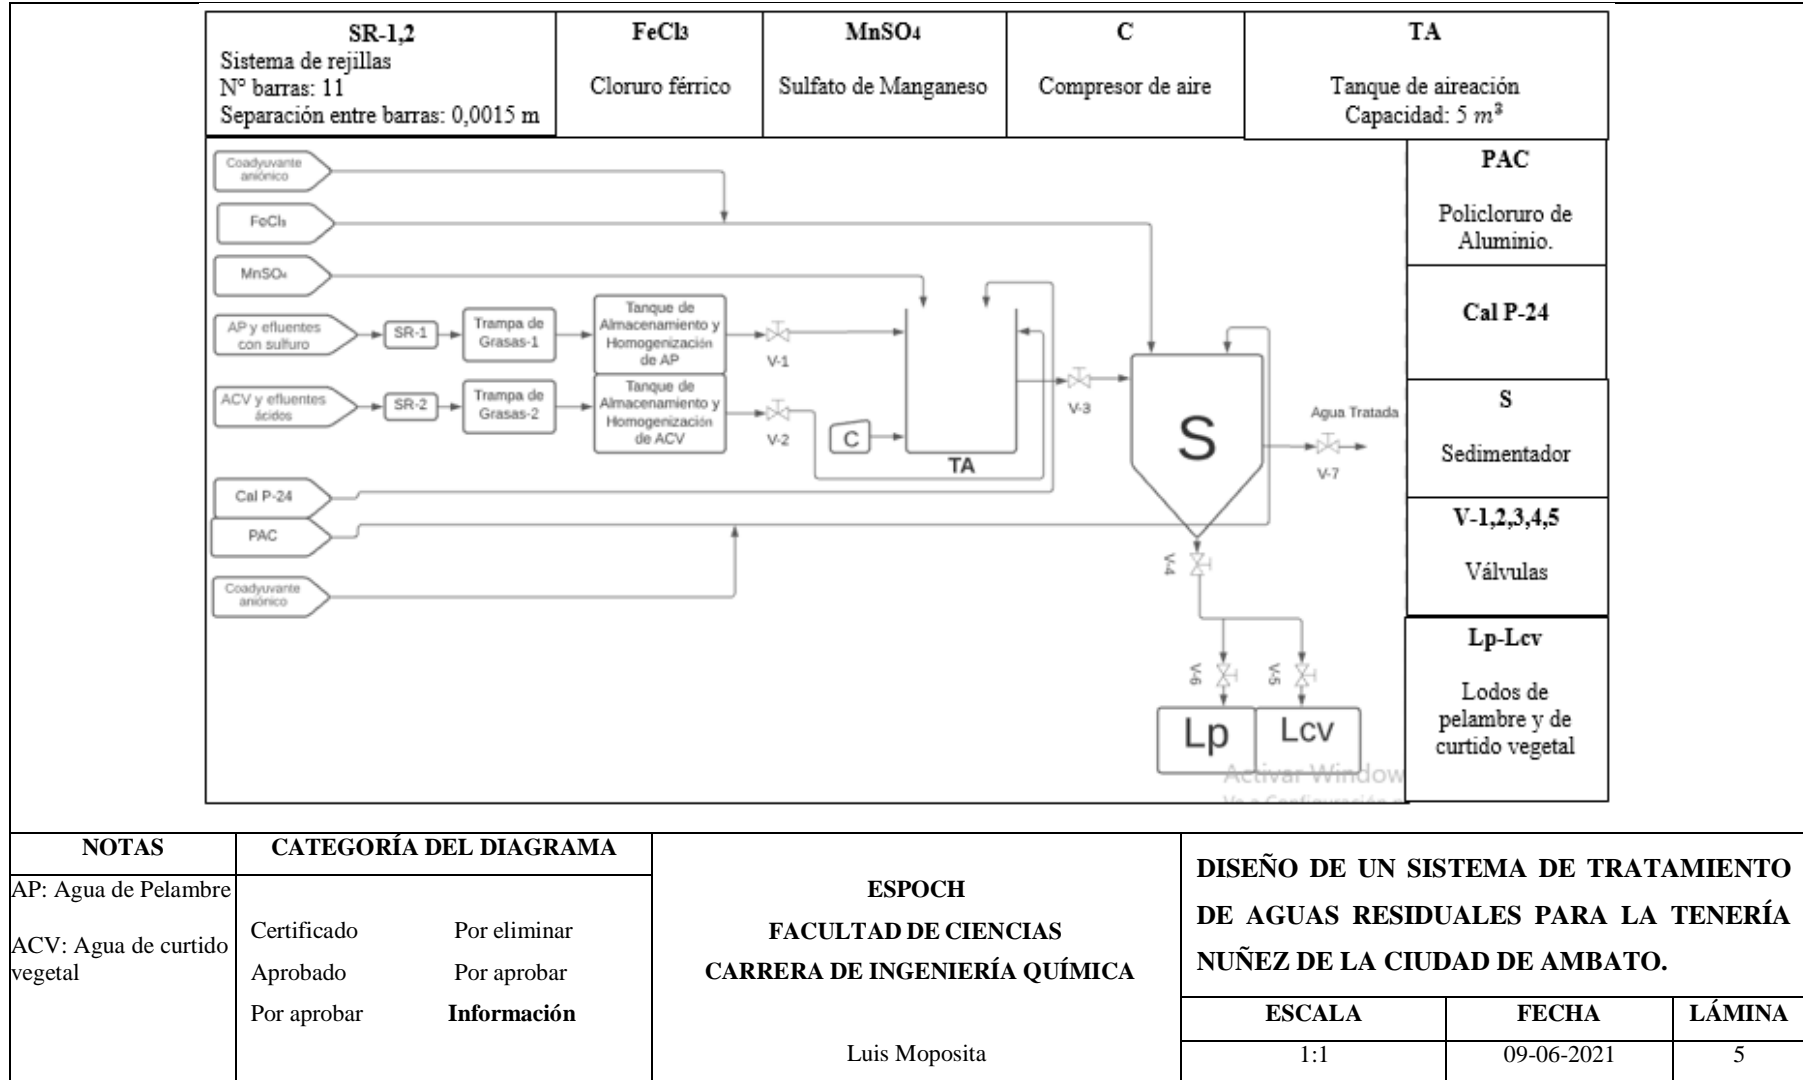 SR-1,2
Sistema de rejillas
N° barras: 11
Separación entre barras: 0,0015 m
FeCl3
Cloruro férrico
MnSO4
Sulfato de Manganeso
C
Compresor de aire
TA
Tanque de aireación
Capacidad: 5 m³
PAC
Policloruro de
Aluminio.
Cal P-24
S
Sedimentador
V-1,2,3,4,5
Válvulas
Lp-Lcv
Lodos de
pelambre y de
curtido vegetal
Coadyuvante
aniónico
FeCl3
MnSO4
AP y efluentes
con sulfuro
SR-1
Trampa de
Grasas-1
Tanque de
Almacenamiento y
Homogenización
de AP
V-1
ACV y efluentes
ácidos
SR-2
Trampa de
Grasas-2
Tanque de
Almacenamiento y
Homogenización
de ACV
V-2
C
TA
V-3
S
Agua Tratada
V-7
Cal P-24
PAC
Coadyuvante
aniónico
V-4
V-6
V-5
Lp
Lcv
Activar Window
NOTAS
AP: Agua de Pelambre
ACV: Agua de curtido
vegetal
CATEGORÍA DEL DIAGRAMA
Certificado Por eliminar
Aprobado Por aprobar
Por aprobar Información
ESPOCH
FACULTAD DE CIENCIAS
CARRERA DE INGENIERÍA QUÍMICA
Luis Moposita
DISEÑO DE UN SISTEMA DE TRATAMIENTO
DE AGUAS RESIDUALES PARA LA TENERÍA
NUÑEZ DE LA CIUDAD DE AMBATO.
ESCALA FECHA LÁMINA
1:1 09-06-2021 5